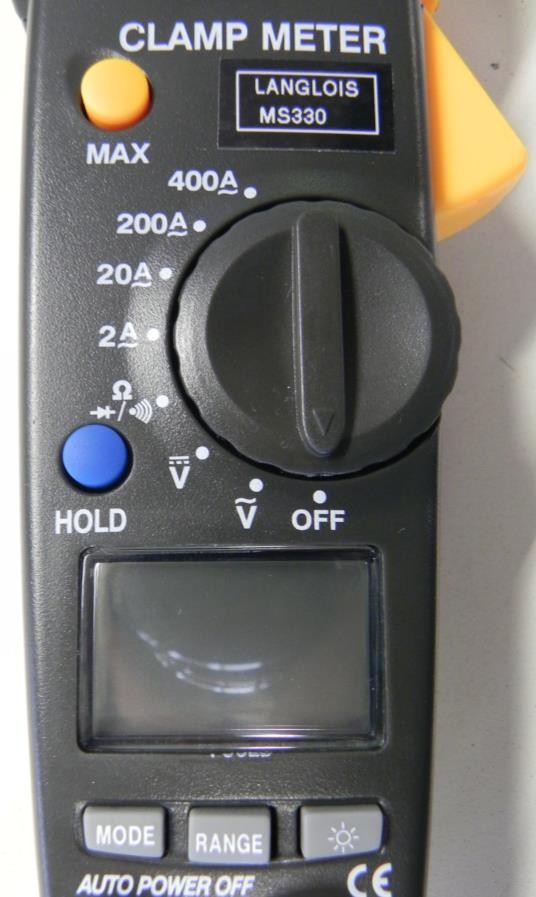 CLAMP METER
LANGLOIS
MS330
MAX
400A
200A
20A
2A
Ω
V
V
OFF
HOLD
MODE
RANGE
AUTO POWER OFF
CE